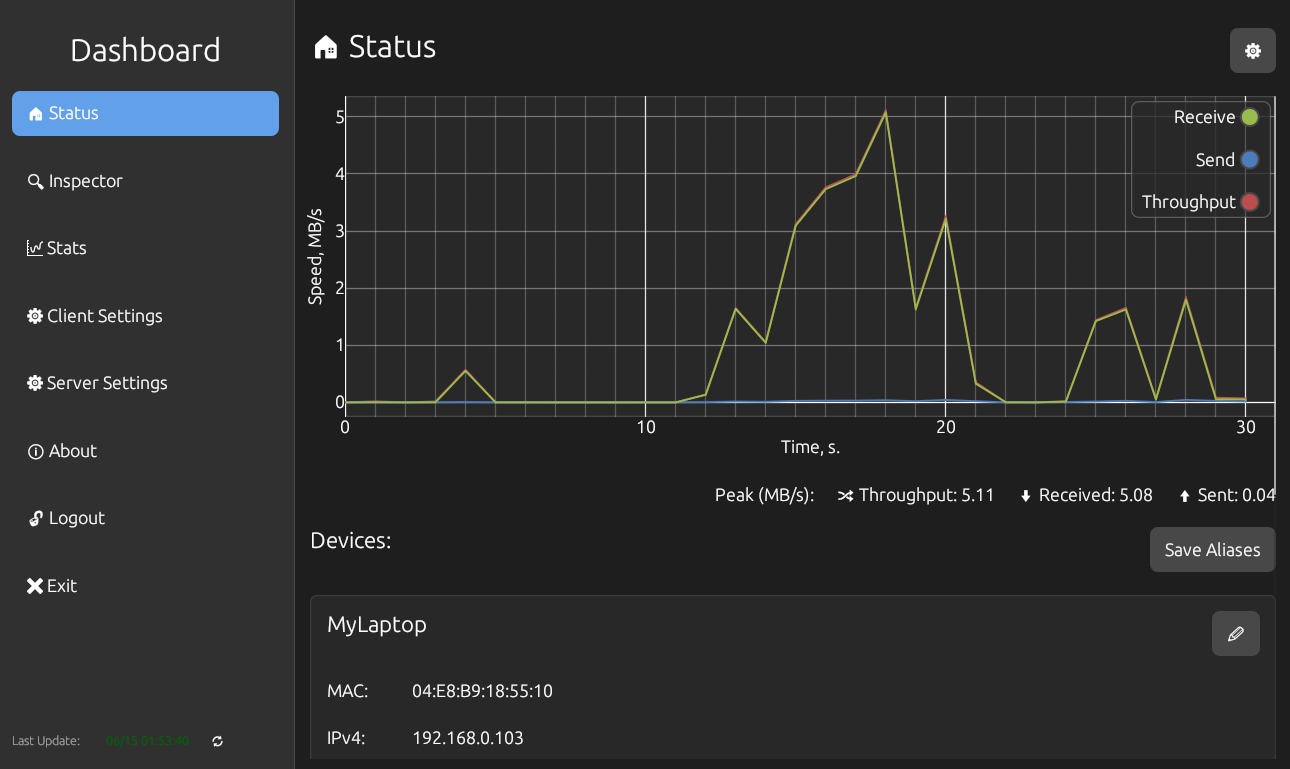 Dashboard
Status
Inspector
Stats
Client Settings
Server Settings
About
Logout
Exit
Last Update: 06/15 01:53:40
Status
Receive
Send
Throughput
Speed, MB/s
5
4
3
2
1
0
0 10 20 30
Time, s.
Peak (MB/s): Throughput: 5.11 Received: 5.08 Sent: 0.04
Devices:
Save Aliases
MyLaptop
MAC: 04:E8:B9:18:55:10
IPv4: 192.168.0.103